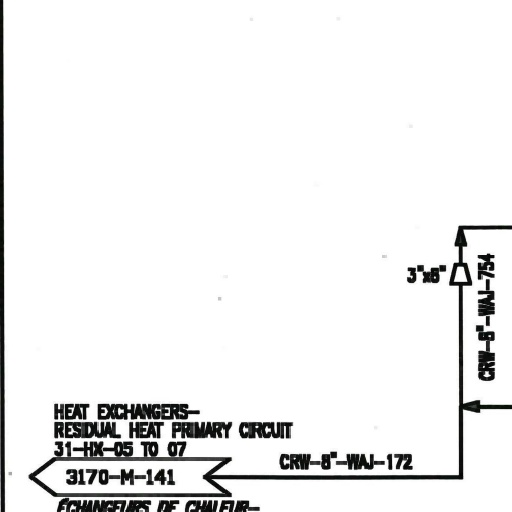 3"x8"
CRW-8"-WAJ-754
HEAT EXCHANGERS-
RESIDUAL HEAT PRIMARY CIRCUIT
31-HX-05 TO 07
CRW-8"-WAJ-172
3170-M-141
ÉCHANGEURS DE CHALEUR-